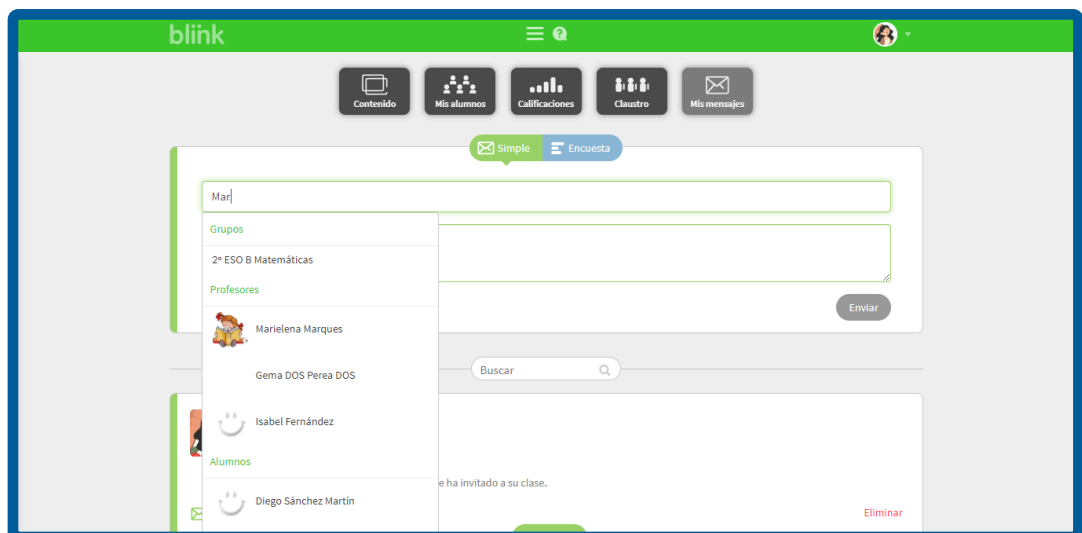 blink
Contenido
Mis alumnos
Calificaciones
Claustro
Mis mensajes
Simple
Encuesta
Mar
Grupos
2º ESO B Matemáticas
Profesores
Marielena Marques
Gema DOS Perea DOS
Isabel Fernández
Alumnos
Diego Sánchez Martín
Enviar
Buscar
e ha invitado a su clase.
Eliminar